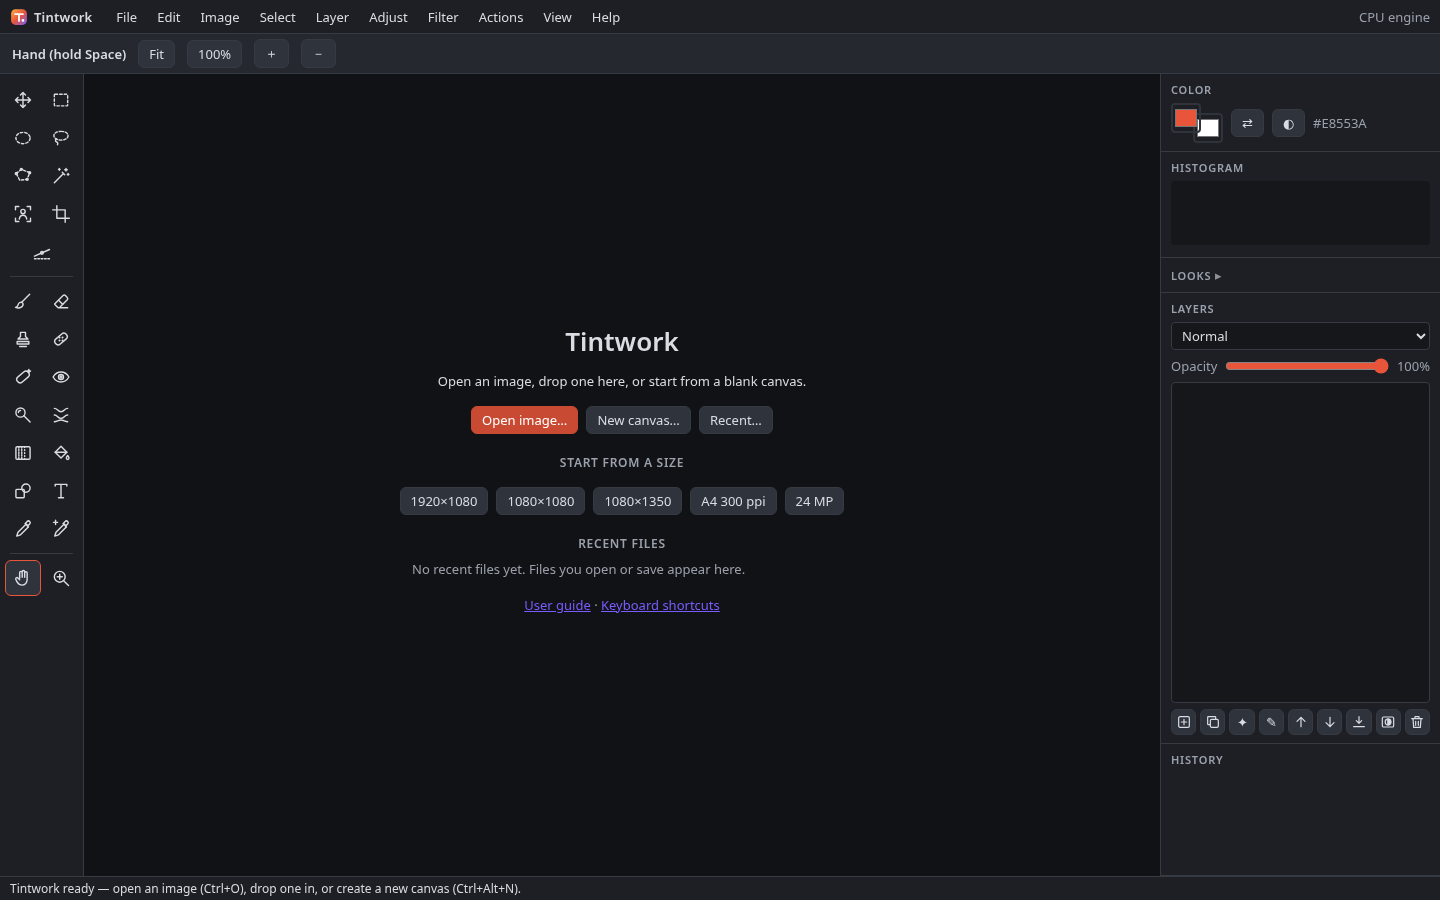 Tintwork File Edit Image Select Layer Adjust Filter Actions View Help CPU engine
Hand (hold Space) Fit 100% + −
COLOR
#E8553A
HISTOGRAM
LOOKS ▸
LAYERS
Normal
Opacity 100%
Tintwork
Open an image, drop one here, or start from a blank canvas.
Open image… New canvas… Recent…
START FROM A SIZE
1920×1080 1080×1080 1080×1350 A4 300 ppi 24 MP
RECENT FILES
No recent files yet. Files you open or save appear here.
User guide · Keyboard shortcuts
HISTORY
Tintwork ready — open an image (Ctrl+O), drop one in, or create a new canvas (Ctrl+Alt+N).